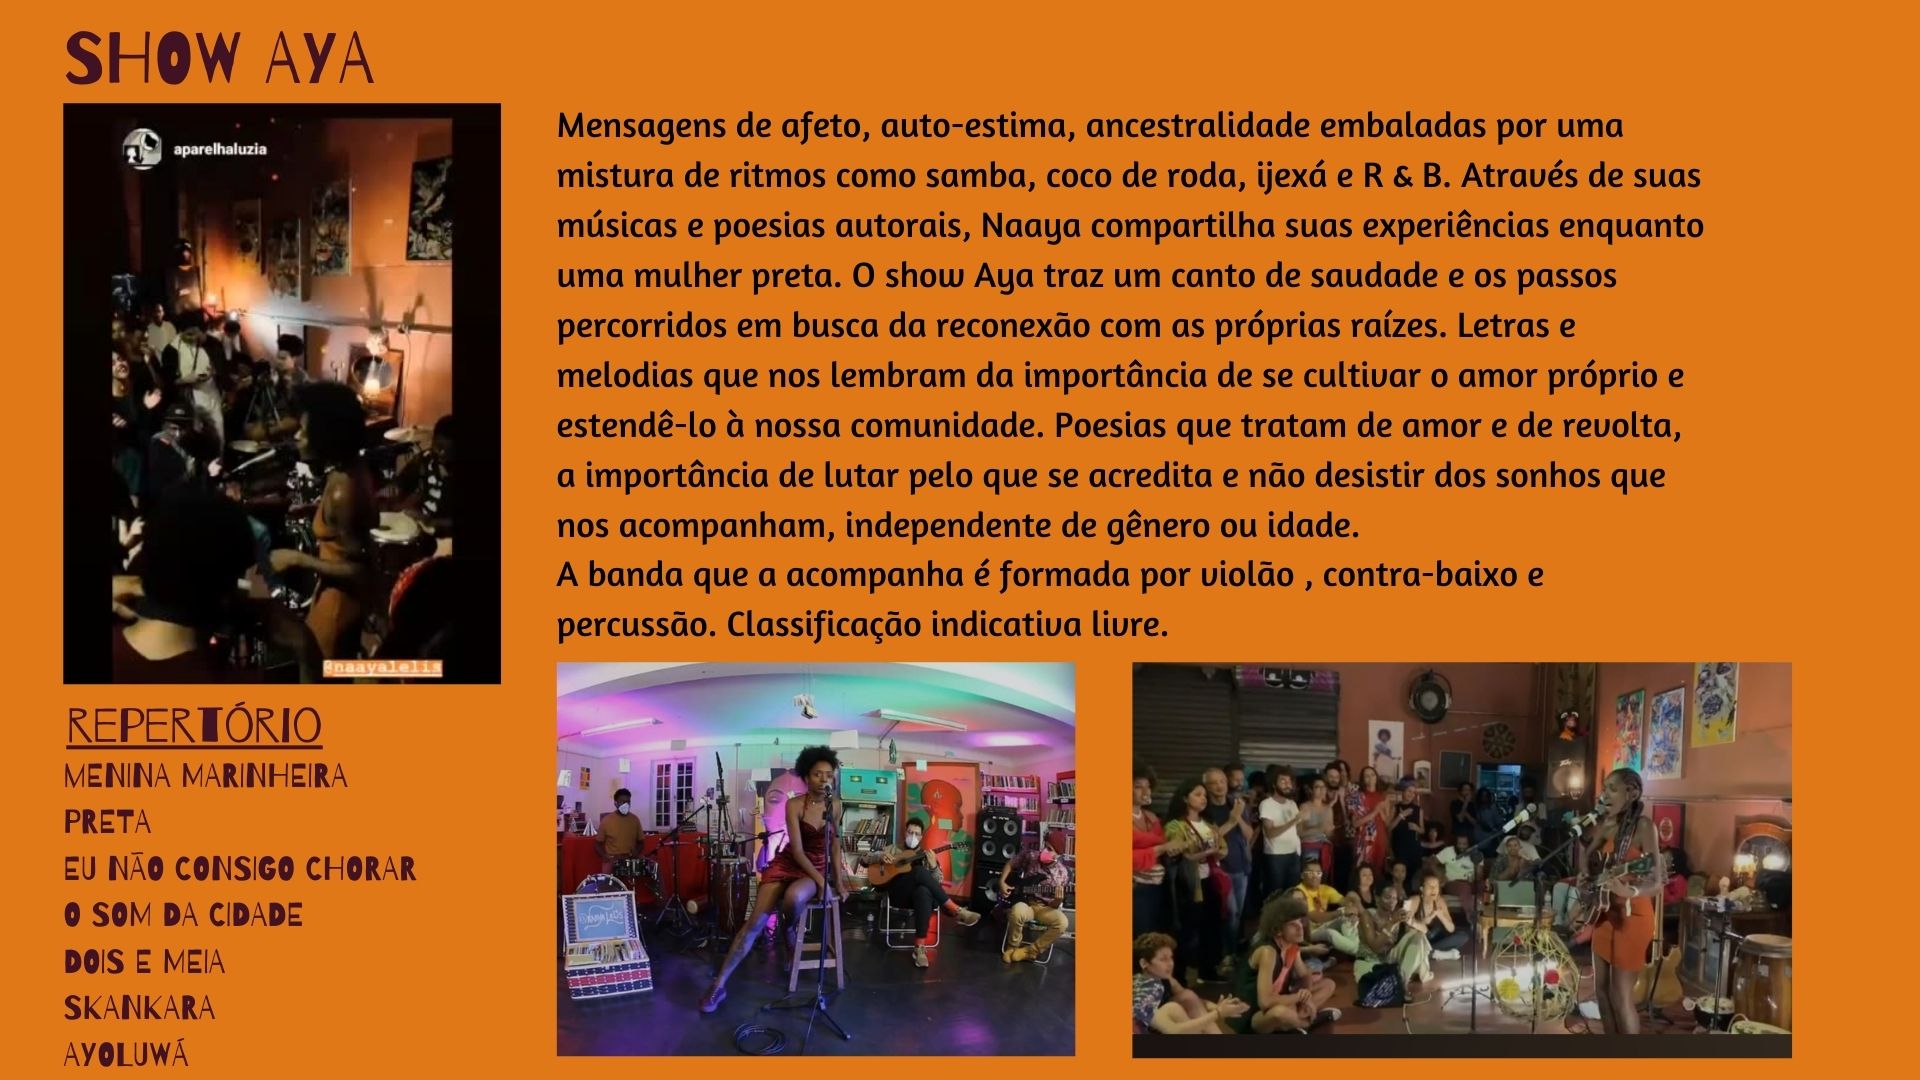 SHOW AYA
aparelhaluzia
@naayalelis
Mensagens de afeto, auto-estima, ancestralidade embaladas por uma
mistura de ritmos como samba, coco de roda, ijexá e R & B. Através de suas
músicas e poesias autorais, Naaya compartilha suas experiências enquanto
uma mulher preta. O show Aya traz um canto de saudade e os passos
percorridos em busca da reconexão com as próprias raízes. Letras e
melodias que nos lembram da importância de se cultivar o amor próprio e
estendê-lo à nossa comunidade. Poesias que tratam de amor e de revolta,
a importância de lutar pelo que se acredita e não desistir dos sonhos que
nos acompanham, independente de gênero ou idade.
A banda que a acompanha é formada por violão , contra-baixo e
percussão. Classificação indicativa livre.
REPERTÓRIO
MENINA MARINHEIRA
PRETA
EU NÃO CONSIGO CHORAR
O SOM DA CIDADE
DOIS E MEIA
SKANKARA
AYOLUWÁ